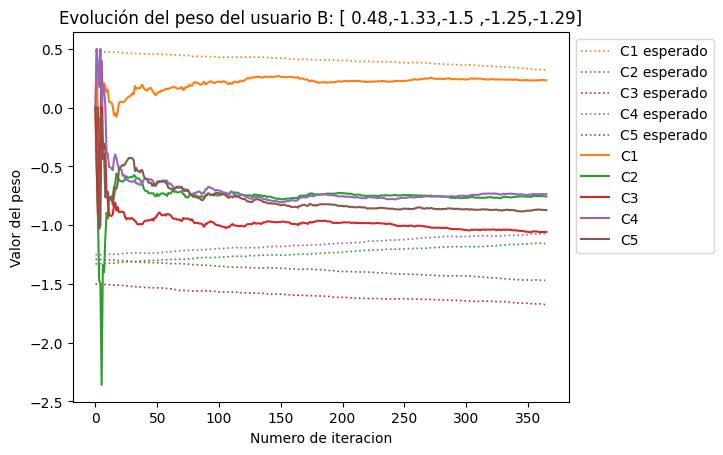 Evolución del peso del usuario B: [ 0.48,-1.33,-1.5 ,-1.25,-1.29]
0.5
0.0
−0.5
−1.0
−1.5
−2.0
−2.5
Valor del peso
0 50 100 150 200 250 300 350
Numero de iteracion
C1 esperado
C2 esperado
C3 esperado
C4 esperado
C5 esperado
C1
C2
C3
C4
C5